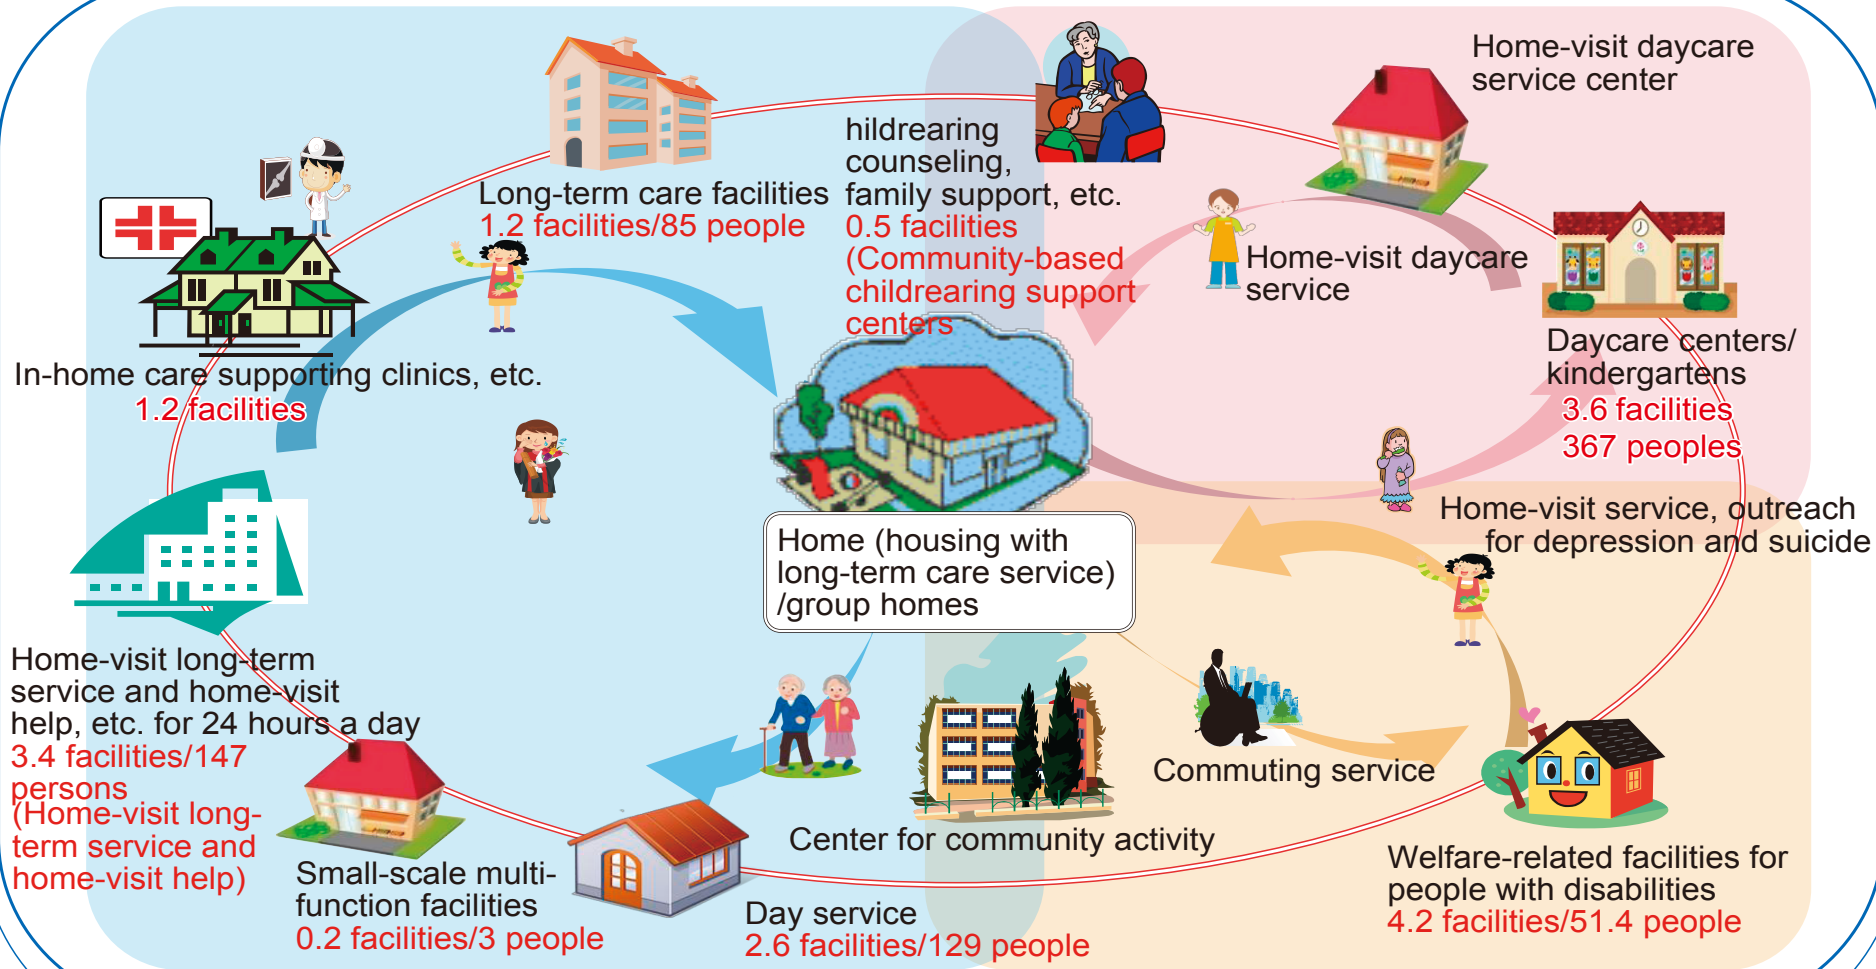 Home-visit daycare
service center
hildrearing
counseling,
family support, etc.
0.5 facilities
(Community-based
childrearing support
centers
Long-term care facilities
1.2 facilities/85 people
Home-visit daycare
service
Daycare centers/
kindergartens
3.6 facilities
367 peoples
In-home care supporting clinics, etc.
1.2 facilities
Home-visit service, outreach
for depression and suicide
Home (housing with
long-term care service)
/group homes
Home-visit long-term
service and home-visit
help, etc. for 24 hours a day
3.4 facilities/147
persons
(Home-visit long-
term service and
home-visit help)
Commuting service
Center for community activity
Small-scale multi-
function facilities
0.2 facilities/3 people
Day service
2.6 facilities/129 people
Welfare-related facilities for
people with disabilities
4.2 facilities/51.4 people